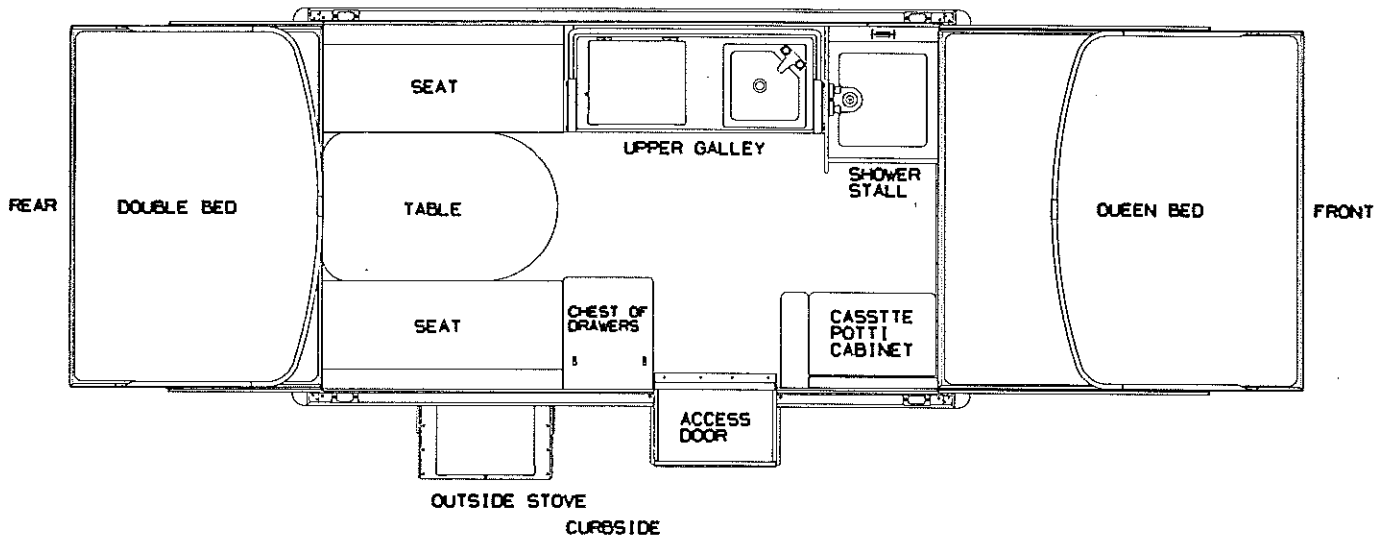 SEAT
UPPER GALLEY
SHOWER
STALL
REAR
DOUBLE BED
TABLE
QUEEN BED
FRONT
CHEST OF
DRAWERS
SEAT
CASSTTE
POTTI
CABINET
ACCESS
DOOR
OUTSIDE STOVE
CURBSIDE